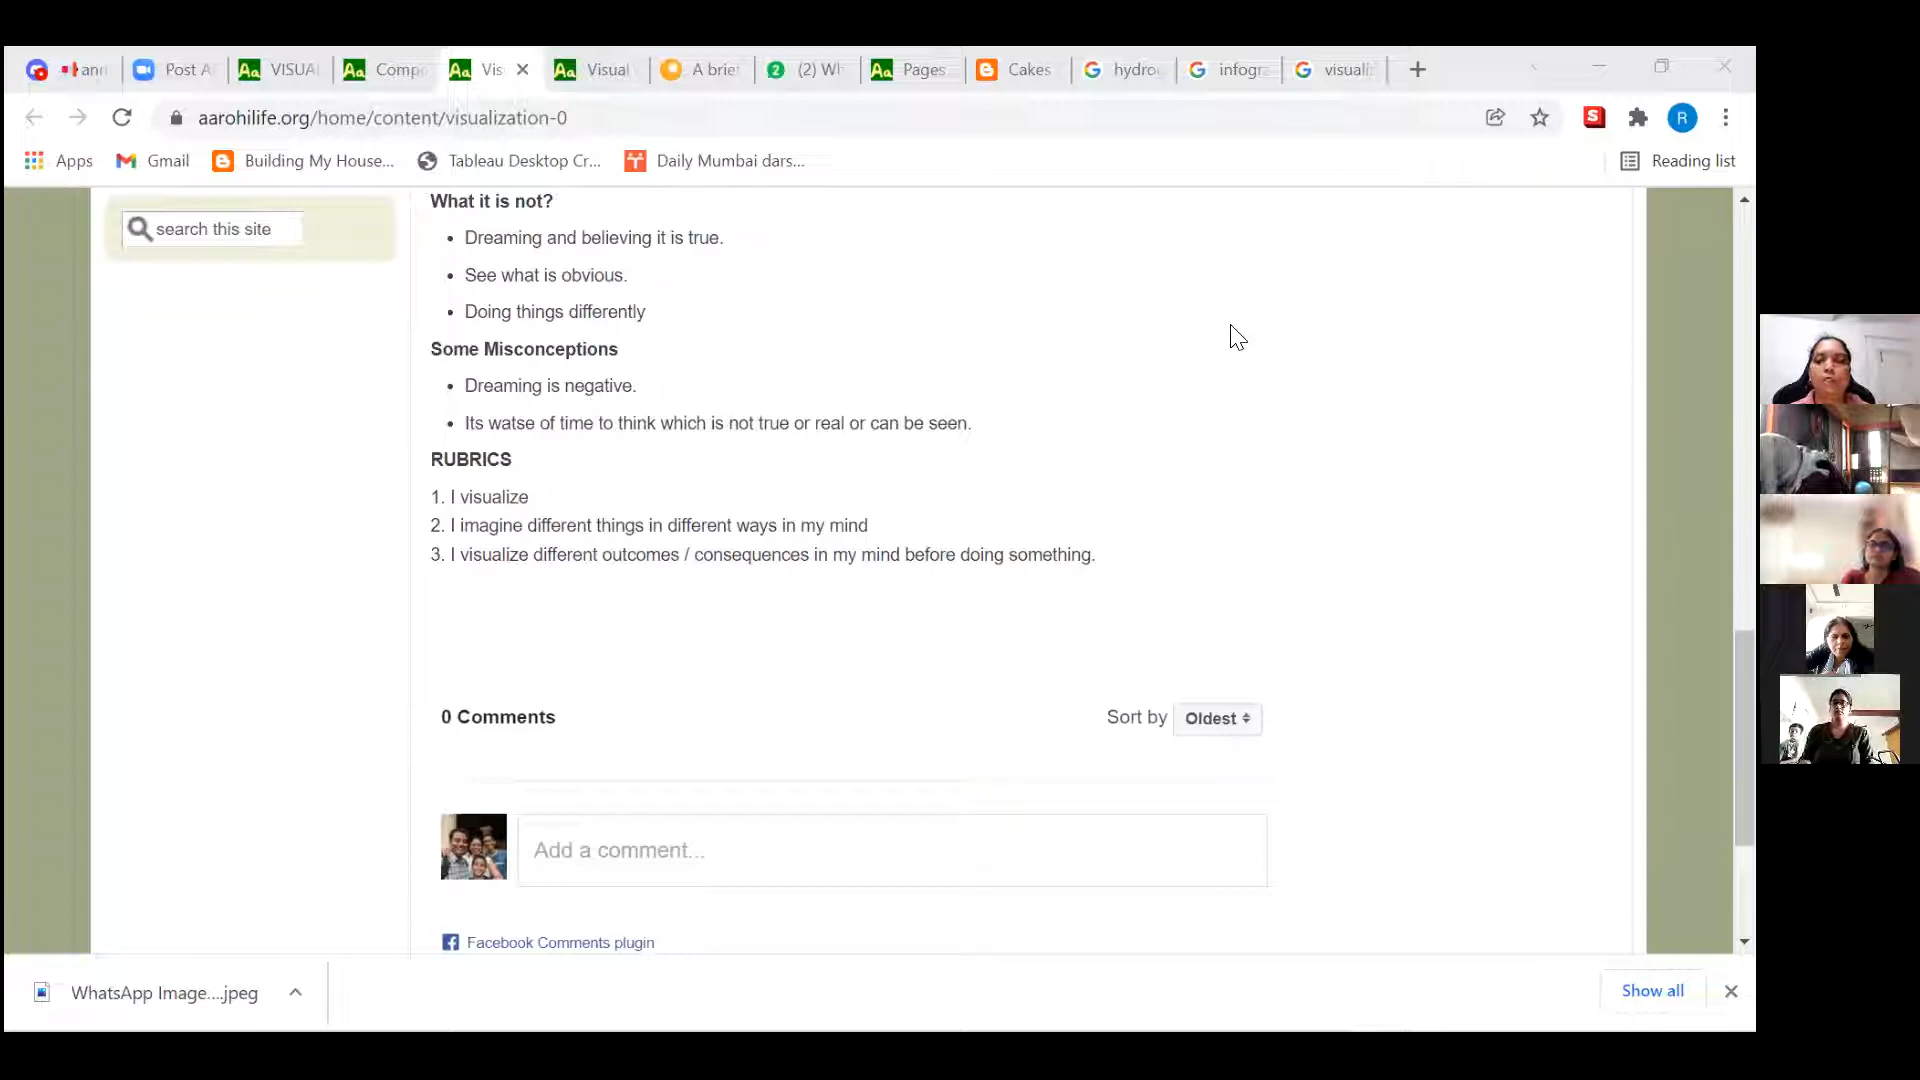 ann
Post A
VISUAL
Compo
Vis
Visual
A brief
(2) Wh
Pages
Cakes
hydro
infogra
visuali
aarohilife.org/home/content/visualization-0
R
Apps
Gmail
Building My House...
Tableau Desktop Cr...
Daily Mumbai dars...
Reading list
search this site
What it is not?
Dreaming and believing it is true.
See what is obvious.
Doing things differently
Some Misconceptions
Dreaming is negative.
Its watse of time to think which is not true or real or can be seen.
RUBRICS
1. I visualize
2. I imagine different things in different ways in my mind
3. I visualize different outcomes / consequences in my mind before doing something.
0 Comments
Sort by
Oldest
Add a comment...
Facebook Comments plugin
WhatsApp Image....jpeg
Show all